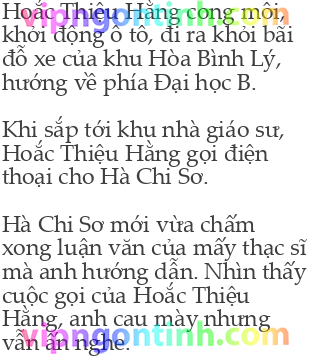 Hoắc Thiệu Hằng cong môi,
vipngontinh.com
khởi động ô tô, đi ra khỏi bãi
đỗ xe của khu Hòa Bình Lý,
hướng về phía Đại học B.
Khi sắp tới khu nhà giáo sư,
Hoắc Thiệu Hằng gọi điện
thoại cho Hà Chi Sơ.
Hà Chi Sơ mới vừa chấm
xong luận văn của mấy thạc sĩ
mà anh hướng dẫn. Nhìn thấy
cuộc gọi của Hoắc Thiệu
Hằng, anh cau mày nhưng
vipngontinh.com
vẫn ấn nghe.